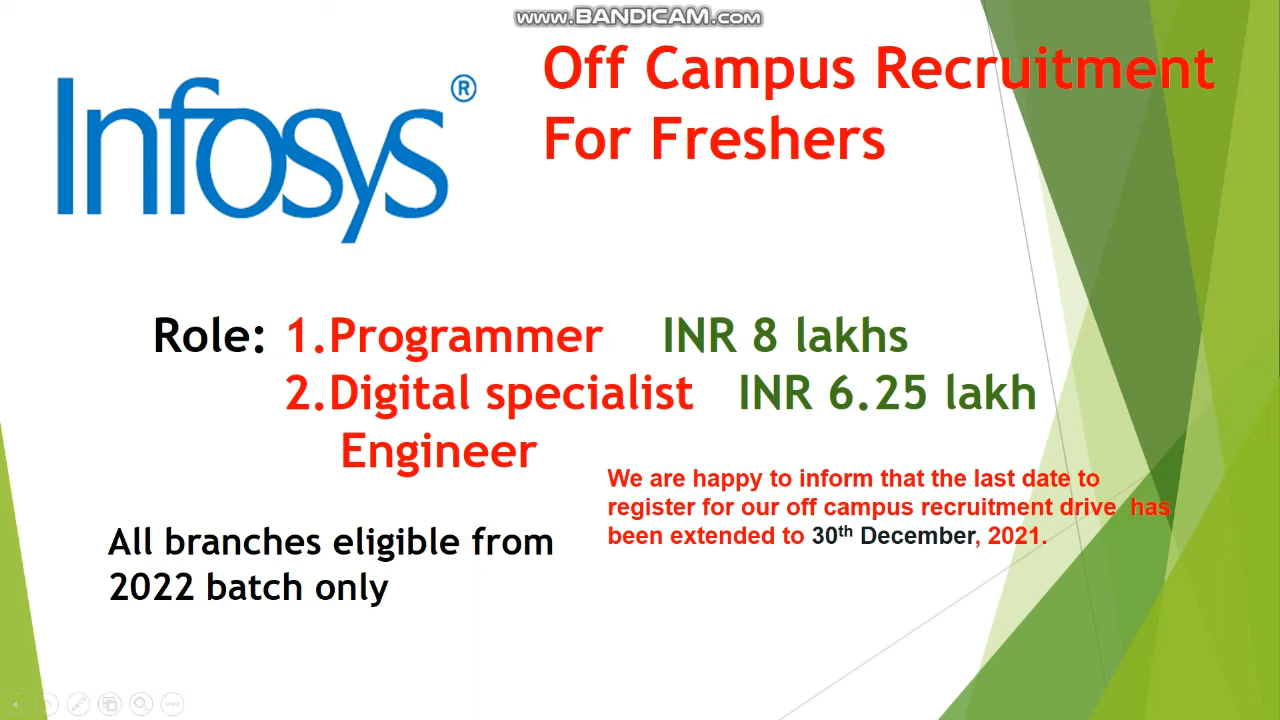 www.BANDICAM.com
Off Campus Recruitment
For Freshers
Infosys®
Role: 1.Programmer INR 8 lakhs
2.Digital specialist INR 6.25 lakh
Engineer
We are happy to inform that the last date to
register for our off campus recruitment drive has
been extended to 30th December, 2021.
All branches eligible from
2022 batch only